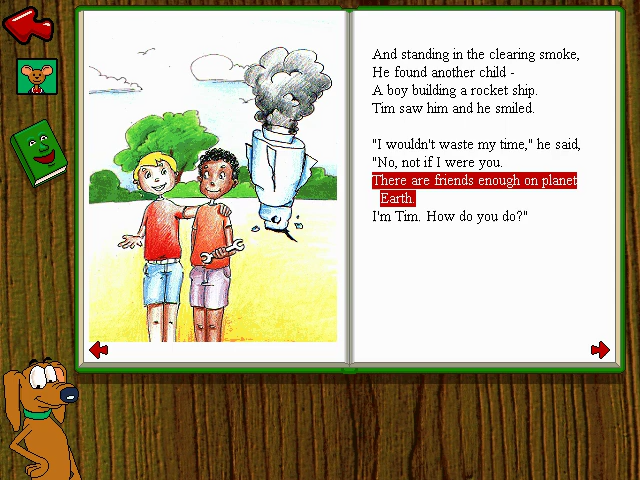 And standing in the clearing smoke,
He found another child -
A boy building a rocket ship.
Tim saw him and he smiled.
"I wouldn't waste my time," he said,
"No, not if I were you.
There are friends enough on planet
Earth.
I'm Tim. How do you do?"